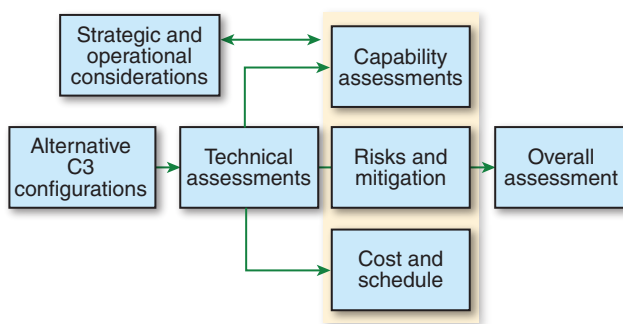 Strategic and
operational
considerations
Capability
assessments
Alternative
C3
configurations
Technical
assessments
Risks and
mitigation
Overall
assessment
Cost and
schedule